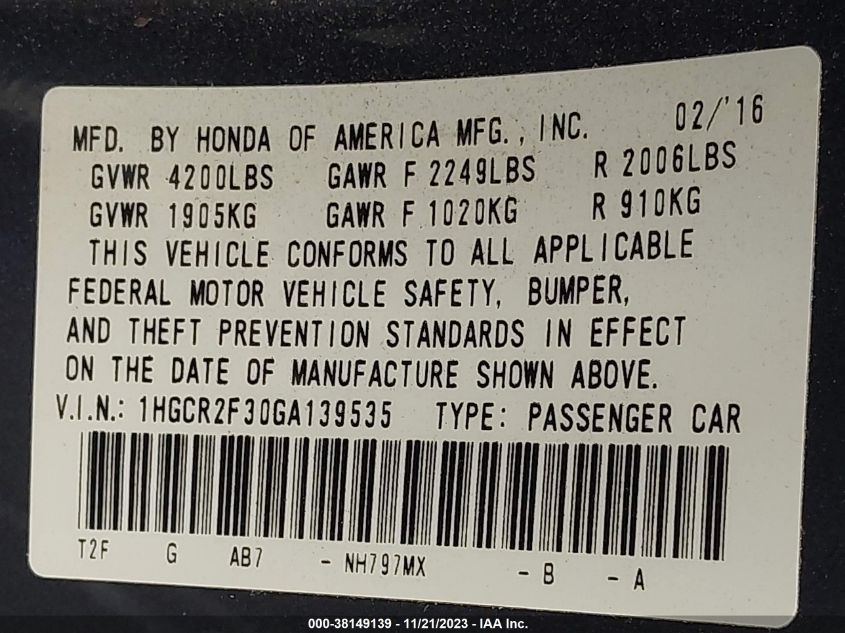 MFD. BY HONDA OF AMERICA MFG., INC. 02/'16
GVWR 4200LBS GAWR F 2249LBS R 2006LBS
GVWR 1905KG GAWR F 1020KG R 910KG
THIS VEHICLE CONFORMS TO ALL APPLICABLE
FEDERAL MOTOR VEHICLE SAFETY, BUMPER,
AND THEFT PREVENTION STANDARDS IN EFFECT
ON THE DATE OF MANUFACTURE SHOWN ABOVE.
V.I.N.: 1HGCR2F30GA139535 TYPE: PASSENGER CAR
T2F G AB7 - NH797MX - B - A
000-38149139 - 11/21/2023 - IAA Inc.